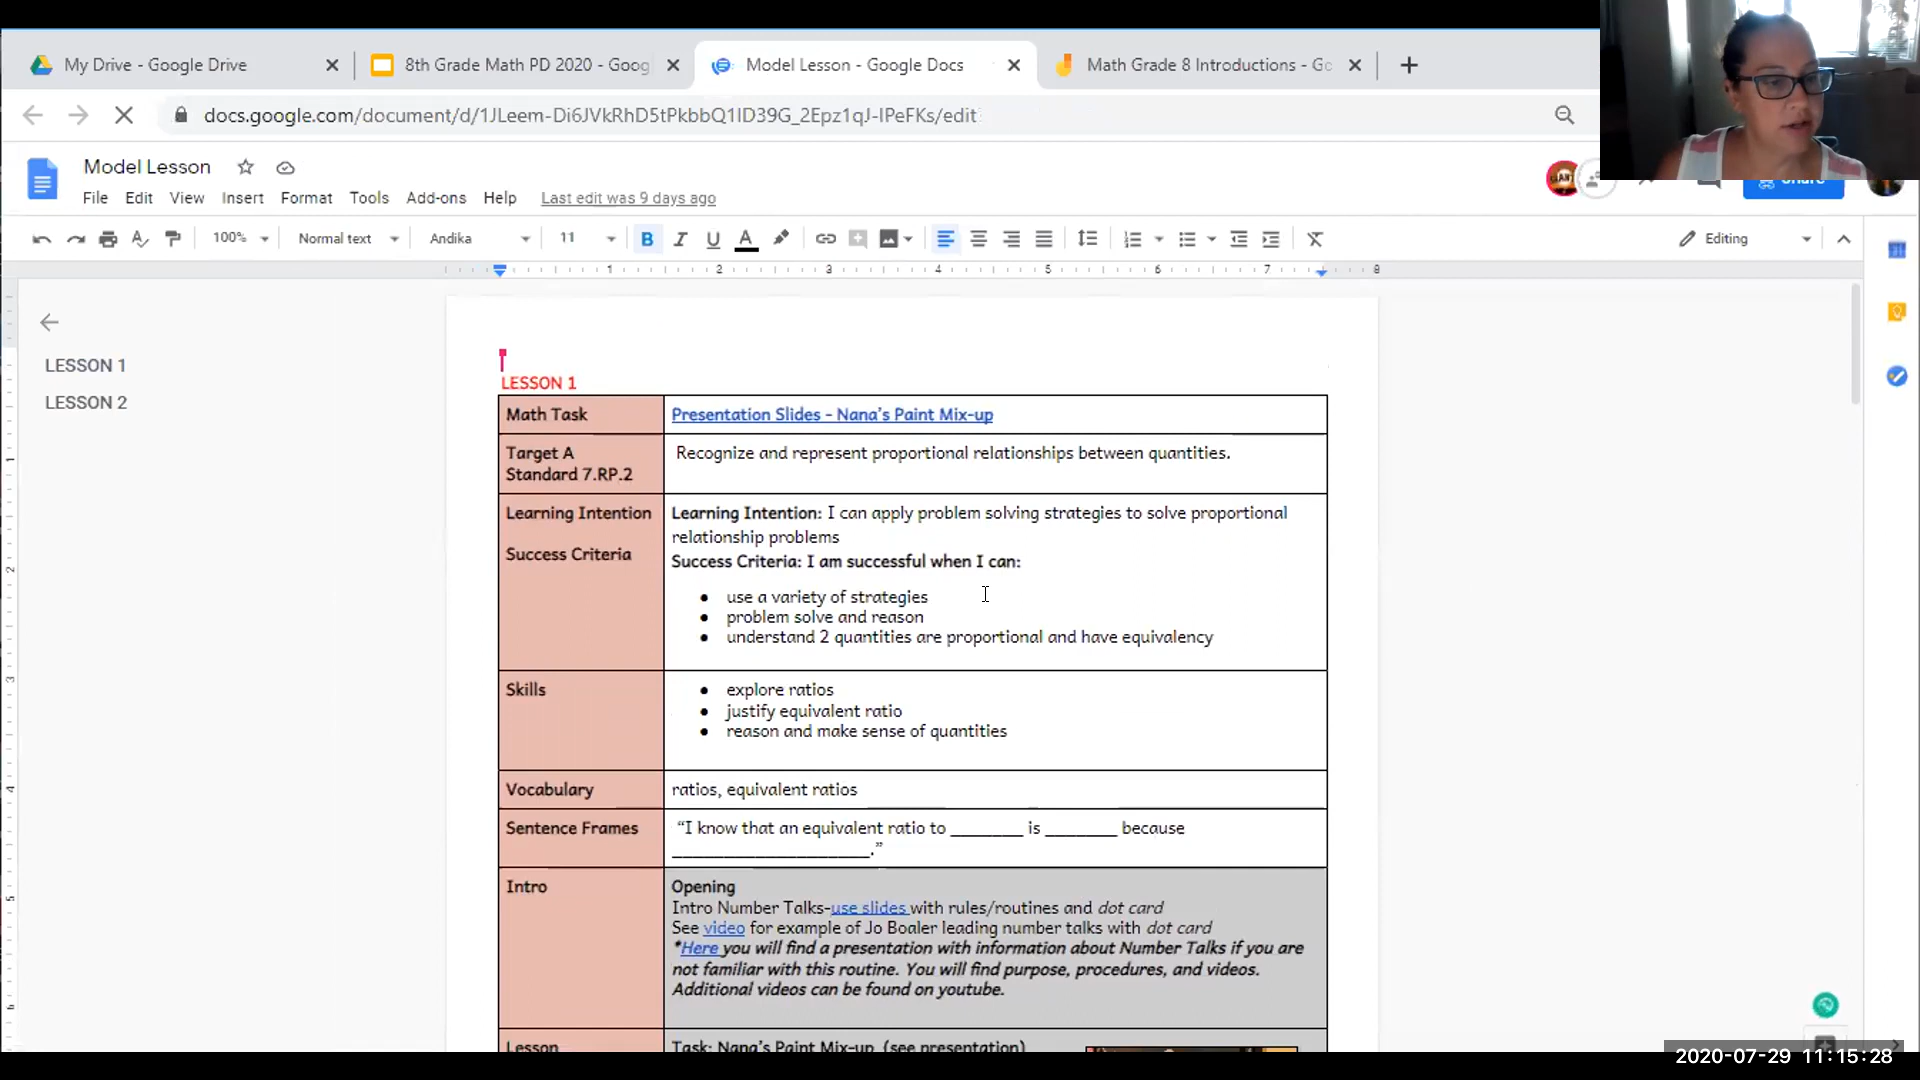 My Drive - Google Drive
8th Grade Math PD 2020 - Goog
Model Lesson - Google Docs
Math Grade 8 Introductions - Go
docs.google.com/document/d/1JLeem-Di6JVkRhD5tPkbbQ1ID39G_2Epz1qJ-IPeFKs/edit
Model Lesson
File Edit View Insert Format Tools Add-ons Help Last edit was 9 days ago
100% Normal text Andika 11 B I U A Editing
1 2 3 4 5 6 7 8
LESSON 1
LESSON 2
LESSON 1
Math Task Presentation Slides - Nana's Paint Mix-up
Target A
Standard 7.RP.2
Recognize and represent proportional relationships between quantities.
Learning Intention
Success Criteria
Learning Intention: I can apply problem solving strategies to solve proportional
relationship problems
Success Criteria: I am successful when I can:
● use a variety of strategies
● problem solve and reason
● understand 2 quantities are proportional and have equivalency
Skills
● explore ratios
● justify equivalent ratio
● reason and make sense of quantities
Vocabulary ratios, equivalent ratios
Sentence Frames "I know that an equivalent ratio to ________ is ________ because
______________________."
Intro
Opening
Intro Number Talks-use slides with rules/routines and dot card
See video for example of Jo Boaler leading number talks with dot card
*Here you will find a presentation with information about Number Talks if you are
not familiar with this routine. You will find purpose, procedures, and videos.
Additional videos can be found on youtube.
Lesson Task: Nana's Paint Mix-up (see presentation)
2020-07-29 11:15:28